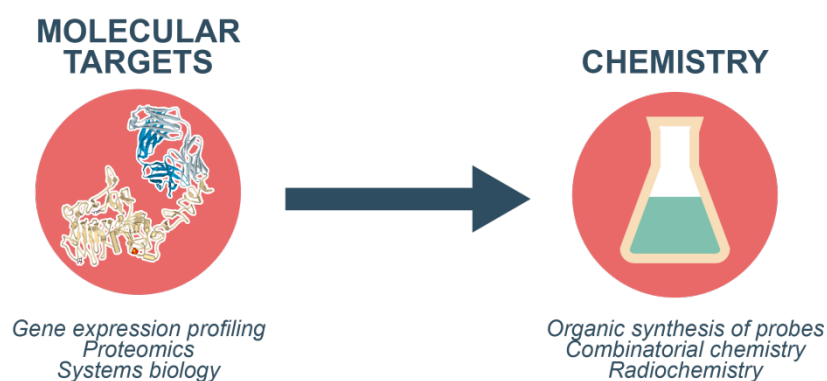 MOLECULAR
TARGETS
Gene expression profiling
Proteomics
Systems biology
CHEMISTRY
Organic synthesis of probes
Combinatorial chemistry
Radiochemistry